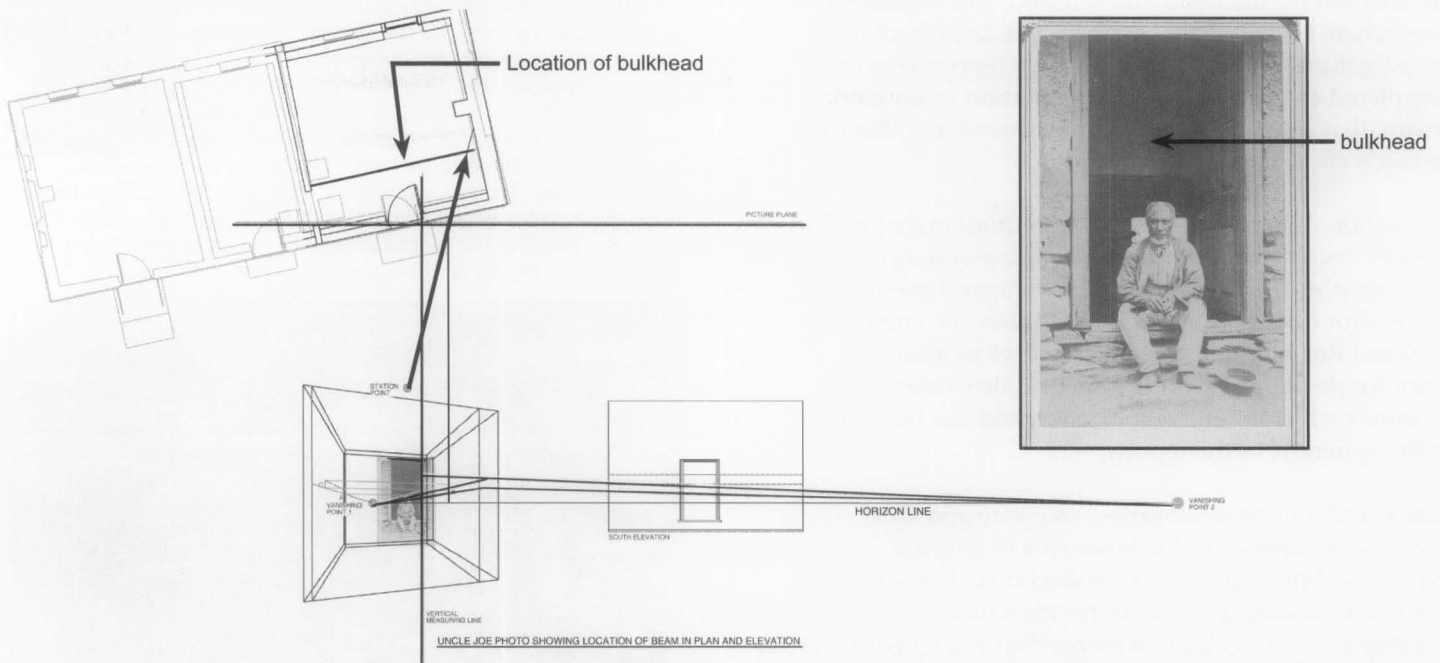 Location of bulkhead
bulkhead
PICTURE PLANE
STATION
POINT
VANISHING
POINT 1
HORIZON LINE
VANISHING
POINT 2
SOUTH ELEVATION
VERTICAL
MEASURING LINE
UNCLE JOE PHOTO SHOWING LOCATION OF BEAM IN PLAN AND ELEVATION